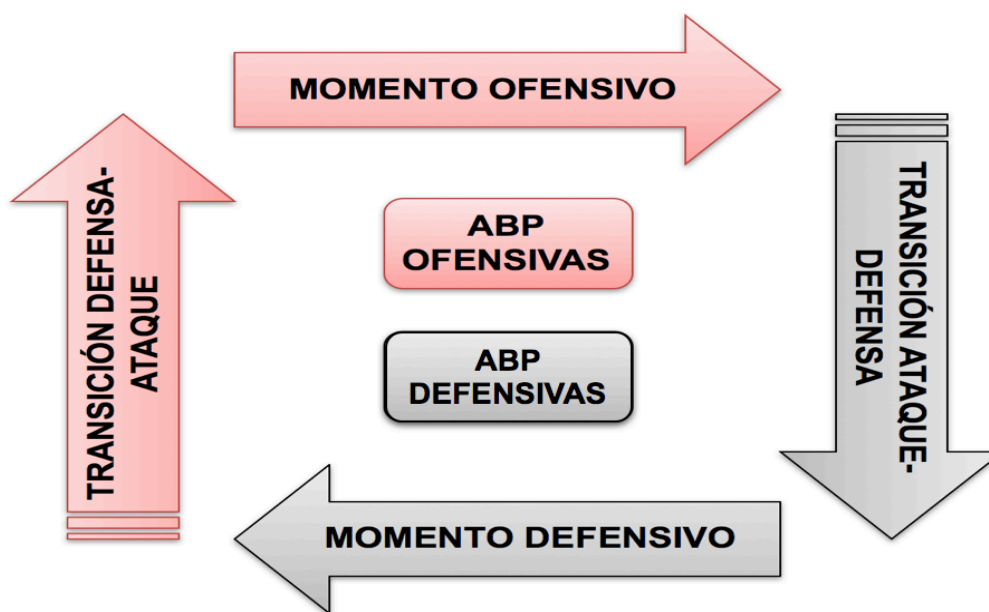 MOMENTO OFENSIVO
TRANSICIÓN DEFENSA-
ATAQUE
ABP
OFENSIVAS
ABP
DEFENSIVAS
TRANSICIÓN ATAQUE-
DEFENSA
MOMENTO DEFENSIVO